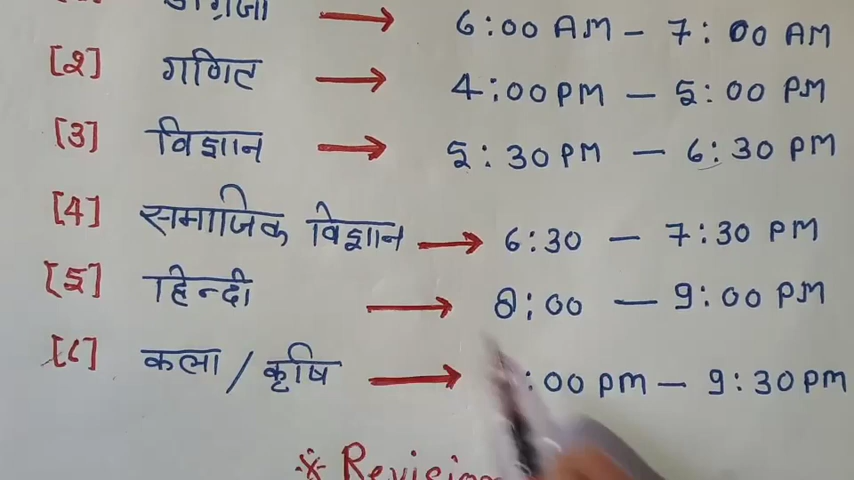 अंग्रेजी → 6:00 AM – 7:00 AM
[2] गणित → 4:00 PM – 5:00 PM
[3] विज्ञान → 5:30 PM – 6:30 PM
[4] समाजिक विज्ञान → 6:30 – 7:30 PM
[5] हिन्दी → 8:00 – 9:00 PM
[6] कला / कृषि → :00 PM – 9:30 PM
* Revision